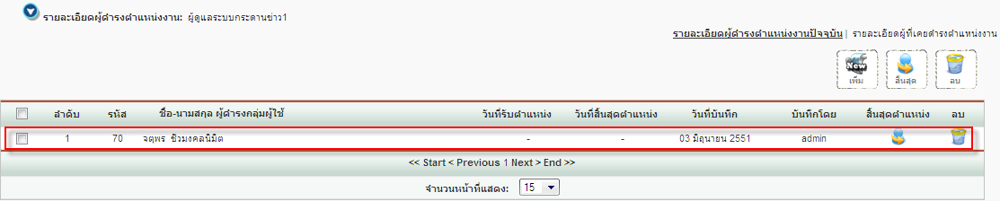 รายละเอียดผู้ดำรงตำแหน่งงาน: ผู้ดูแลระบบกระดานข่าว1
รายละเอียดผู้ดำรงตำแหน่งงานปัจจุบัน | รายละเอียดผู้ที่เคยดำรงตำแหน่งงาน
New
เพิ่ม สิ้นสุด ลบ
ลำดับ รหัส ชื่อ-นามสกุล ผู้ดำรงกลุ่มผู้ใช้ วันที่รับตำแหน่ง วันที่สิ้นสุดตำแหน่ง วันที่บันทึก บันทึกโดย สิ้นสุดตำแหน่ง ลบ
1 70 จตุพร ชิวมงคลนิมิต - - 03 มิถุนายน 2551 admin
<< Start < Previous 1 Next > End >>
จำนวนหน้าที่แสดง: 15